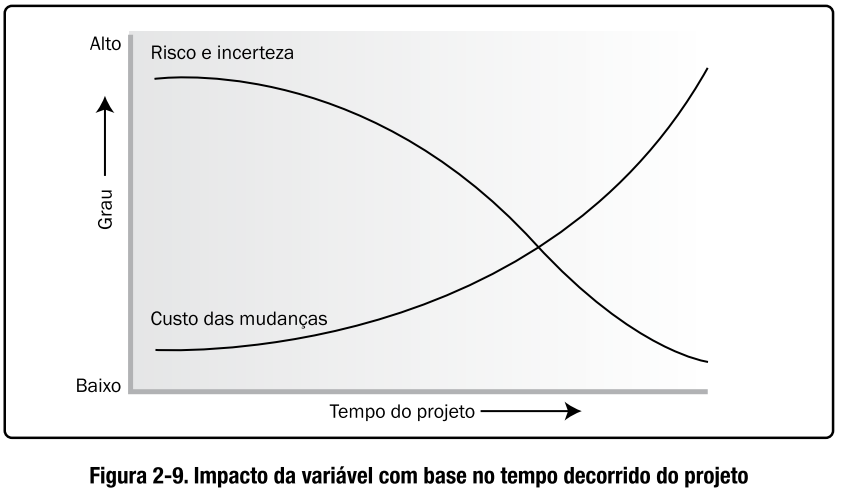 Alto
Risco e incerteza
Grau
Custo das mudanças
Baixo
Tempo do projeto
Figura 2-9. Impacto da variável com base no tempo decorrido do projeto